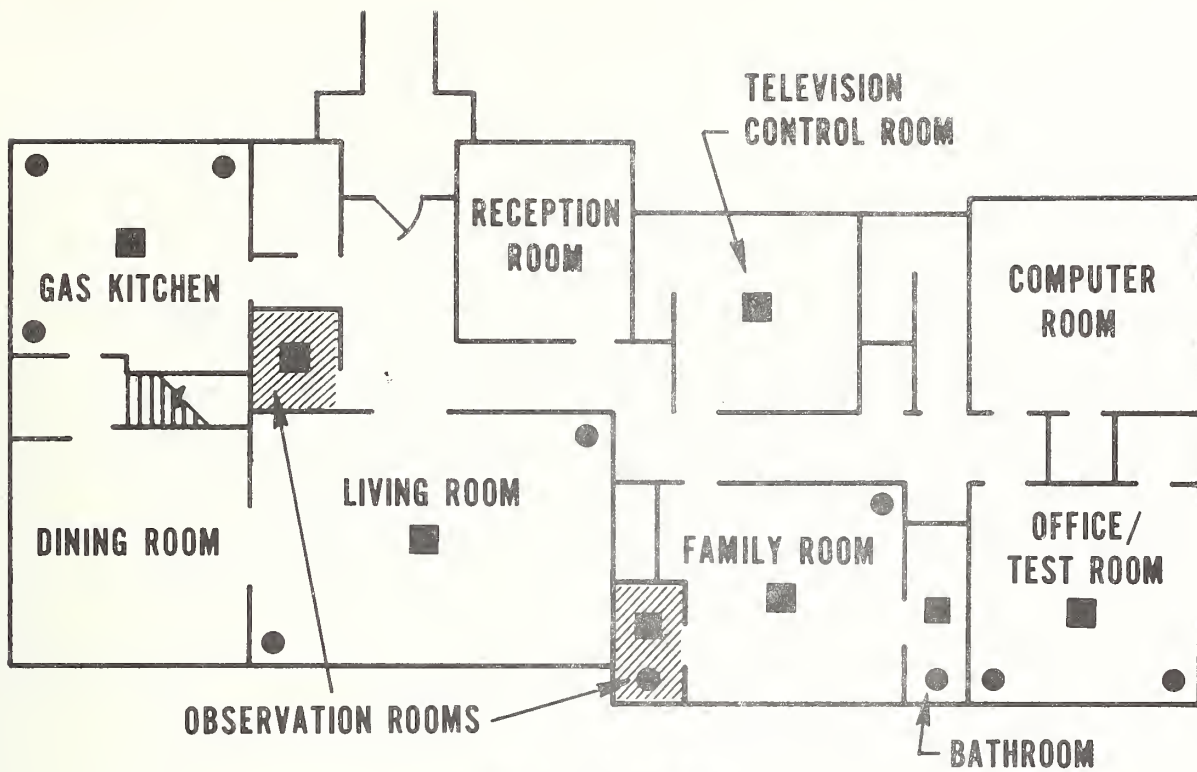 TELEVISION
CONTROL ROOM
RECEPTION
ROOM
GAS KITCHEN
COMPUTER
ROOM
LIVING ROOM
DINING ROOM
FAMILY ROOM
OFFICE/
TEST ROOM
OBSERVATION ROOMS
BATHROOM